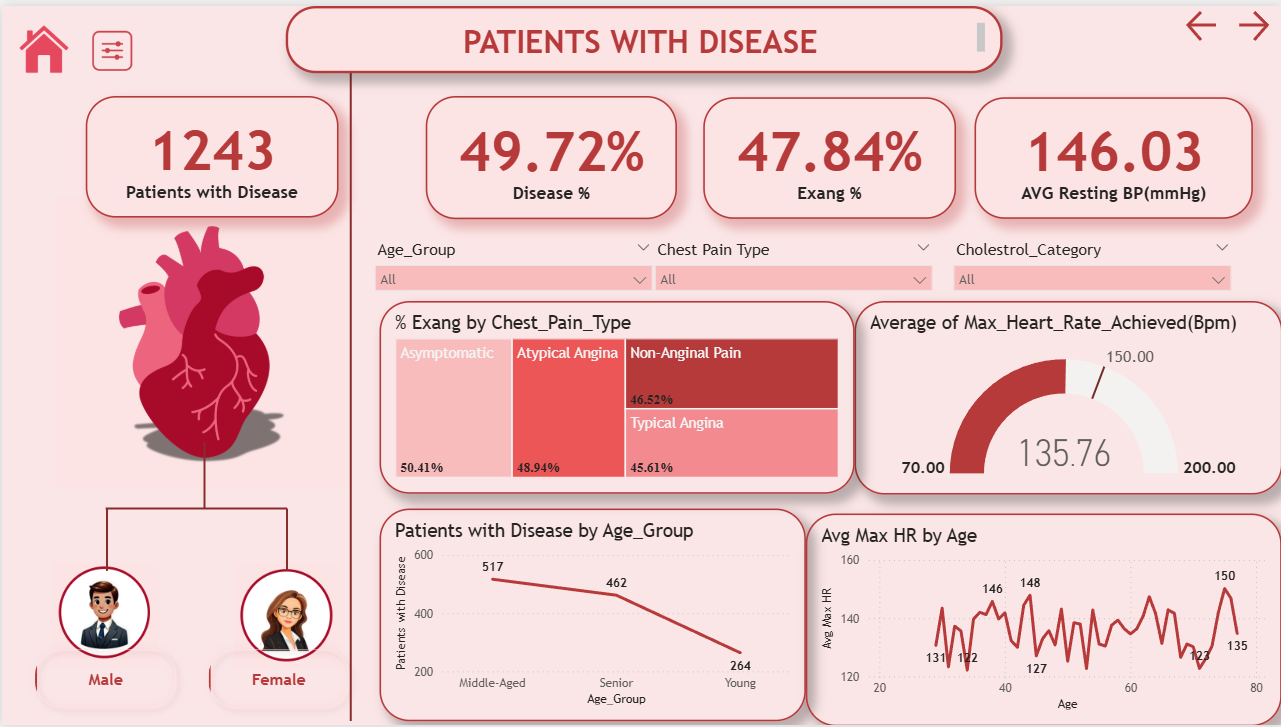 PATIENTS WITH DISEASE
1243
Patients with Disease
49.72%
Disease %
47.84%
Exang %
146.03
AVG Resting BP(mmHg)
Age_Group
All
Chest Pain Type
All
Cholestrol_Category
All
% Exang by Chest_Pain_Type
Asymptomatic
50.41%
Atypical Angina
48.94%
Non-Anginal Pain
46.52%
Typical Angina
45.61%
Average of Max_Heart_Rate_Achieved(Bpm)
150.00
135.76
70.00
200.00
Male
Female
Patients with Disease by Age_Group
Patients with Disease
600
400
200
517
462
264
Middle-Aged
Senior
Young
Age_Group
Avg Max HR by Age
Avg Max HR
160
140
120
131
122
146
148
127
123
150
135
20
40
60
80
Age